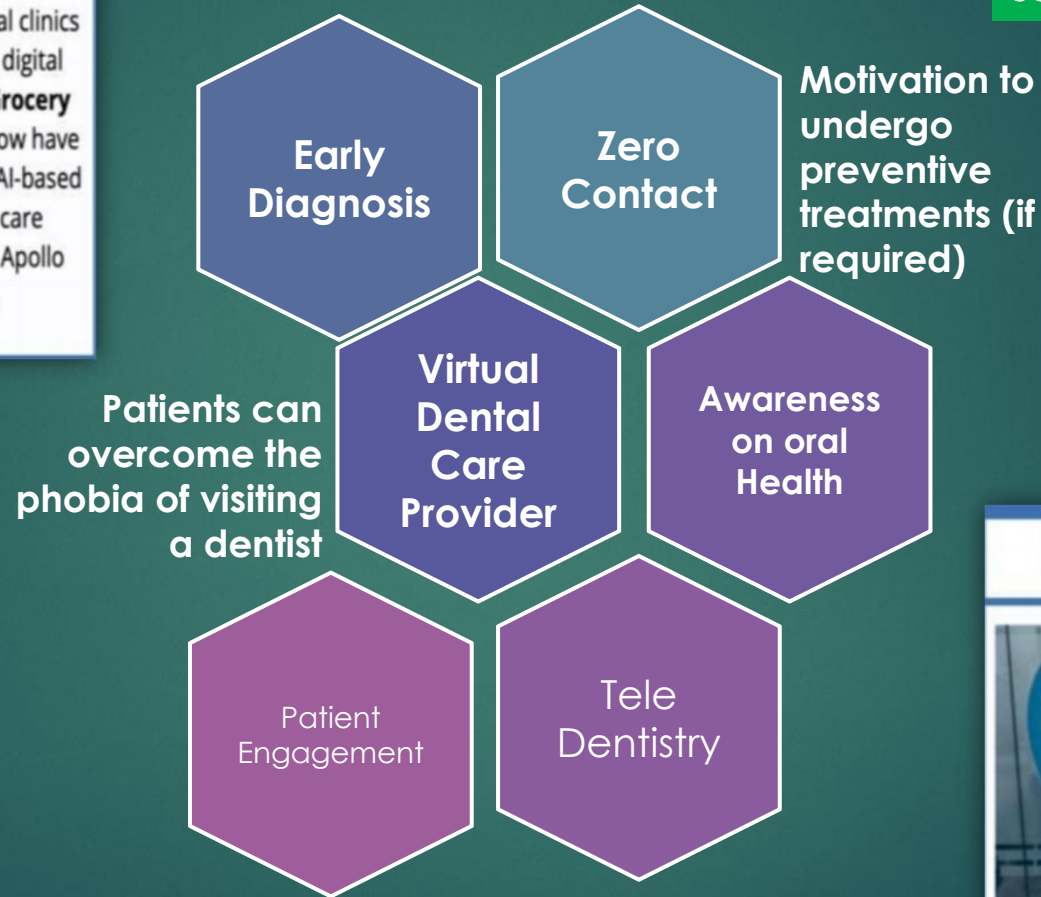 al clinics
digital
rocery
ow have
AI-based
care
Apollo
Early
Diagnosis
Zero
Contact
Motivation to
undergo
preventive
treatments (if
required)
Patients can
overcome the
phobia of visiting
a dentist
Virtual
Dental
Care
Provider
Awareness
on oral
Health
Patient
Engagement
Tele
Dentistry